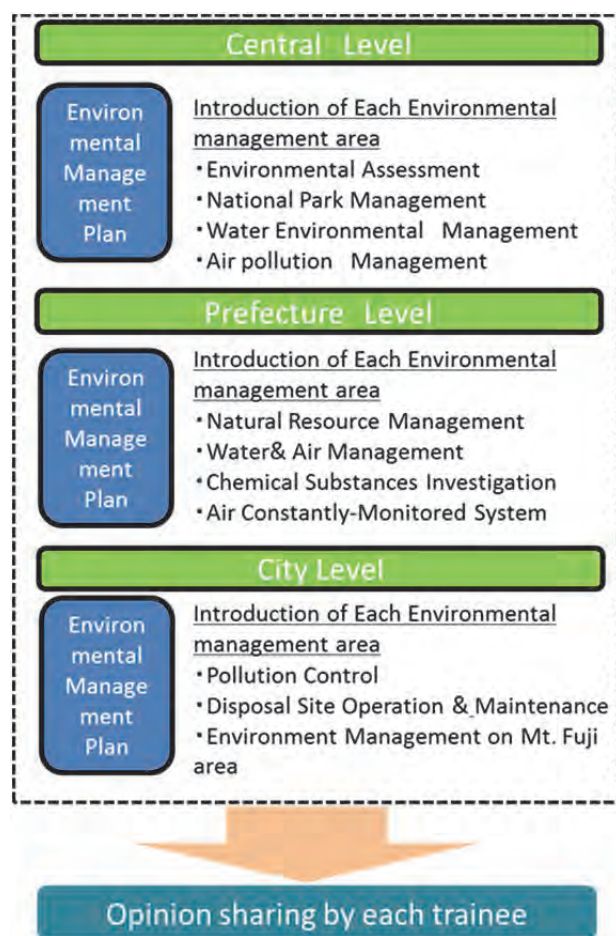 Central Level
Environ
mental
Manage
ment
Plan
Introduction of Each Environmental
management area
・Environmental Assessment
・National Park Management
・Water Environmental Management
・Air pollution Management
Prefecture Level
Environ
mental
Manage
ment
Plan
Introduction of Each Environmental
management area
・Natural Resource Management
・Water& Air Management
・Chemical Substances Investigation
・Air Constantly-Monitored System
City Level
Environ
mental
Manage
ment
Plan
Introduction of Each Environmental
management area
・Pollution Control
・Disposal Site Operation & Maintenance
・Environment Management on Mt. Fuji
area
Opinion sharing by each trainee